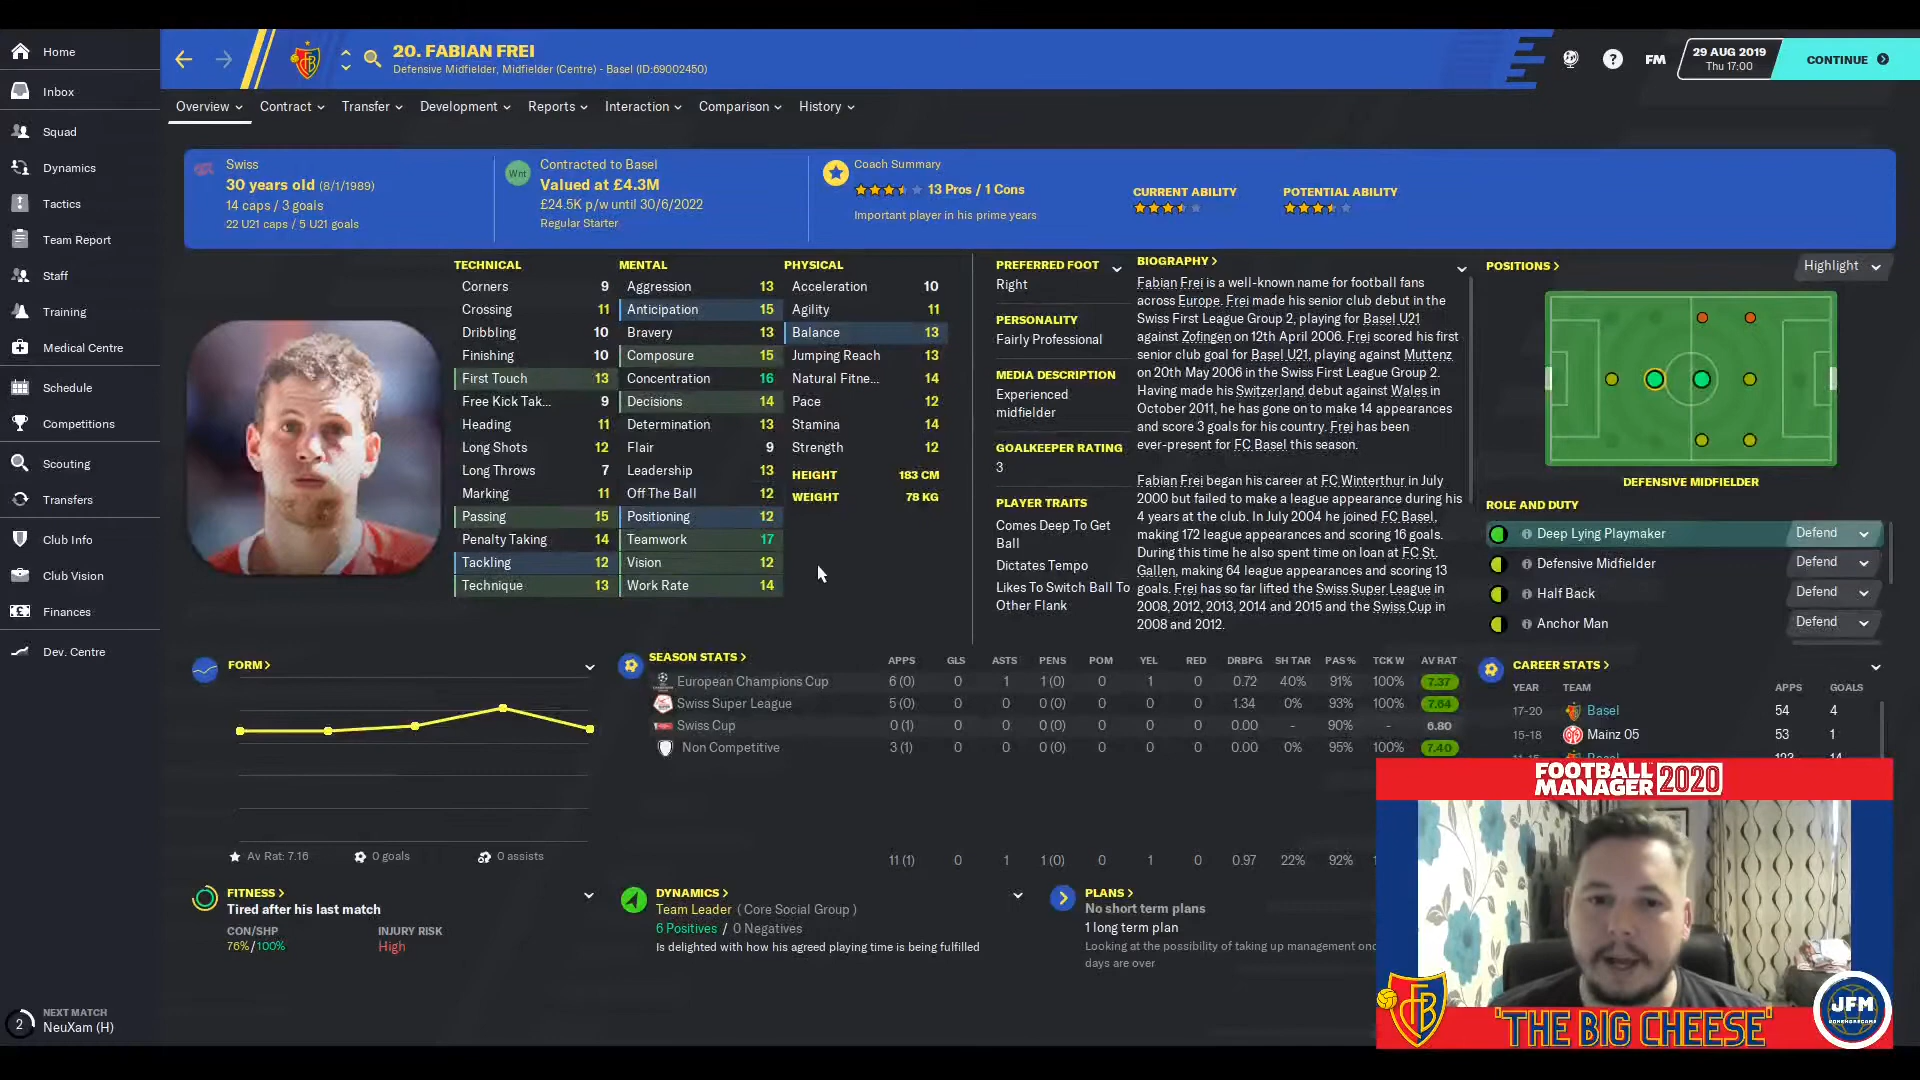 Home
Inbox
Squad
Dynamics
Tactics
Team Report
Staff
Training
Medical Centre
Schedule
Competitions
Scouting
Transfers
Club Info
Club Vision
Finances
Dev. Centre
2
NEXT MATCH
NeuXam (H)
20. FABIAN FREI
Defensive Midfielder, Midfielder (Centre) - Basel (ID:69002450)
?
FM
29 AUG 2019
Thu 17:00
CONTINUE
Overview
Contract
Transfer
Development
Reports
Interaction
Comparison
History
Swiss
30 years old (8/1/1989)
14 caps / 3 goals
22 U21 caps / 5 U21 goals
Wnt
Contracted to Basel
Valued at £4.3M
£24.5K p/w until 30/6/2022
Regular Starter
Coach Summary
13 Pros / 1 Cons
Important player in his prime years
CURRENT ABILITY
POTENTIAL ABILITY
TECHNICAL
Corners 9
Crossing 11
Dribbling 10
Finishing 10
First Touch 13
Free Kick Tak... 9
Heading 11
Long Shots 12
Long Throws 7
Marking 11
Passing 15
Penalty Taking 14
Tackling 12
Technique 13
MENTAL
Aggression 13
Anticipation 15
Bravery 13
Composure 15
Concentration 16
Decisions 14
Determination 13
Flair 9
Leadership 13
Off The Ball 12
Positioning 12
Teamwork 17
Vision 12
Work Rate 14
PHYSICAL
Acceleration 10
Agility 11
Balance 13
Jumping Reach 13
Natural Fitne... 14
Pace 12
Stamina 14
Strength 12
HEIGHT 183 CM
WEIGHT 78 KG
PREFERRED FOOT
Right
PERSONALITY
Fairly Professional
MEDIA DESCRIPTION
Experienced
midfielder
GOALKEEPER RATING
3
PLAYER TRAITS
Comes Deep To Get
Ball
Dictates Tempo
Likes To Switch Ball To
Other Flank
BIOGRAPHY >
Fabian Frei is a well-known name for football fans
across Europe. Frei made his senior club debut in the
Swiss First League Group 2, playing for Basel U21
against Zofingen on 12th April 2006. Frei scored his first
senior club goal for Basel U21, playing against Muttenz
on 20th May 2006 in the Swiss First League Group 2.
Having made his Switzerland debut against Wales in
October 2011, he has gone on to make 14 appearances
and score 3 goals for his country. Frei has been
ever-present for FC Basel this season.
Fabian Frei began his career at FC Winterthur in July
2000 but failed to make a league appearance during his
4 years at the club. In July 2004 he joined FC Basel,
making 172 league appearances and scoring 16 goals.
During this time he also spent time on loan at FC St.
Gallen, making 64 league appearances and scoring 13
goals. Frei has so far lifted the Swiss Super League in
2008, 2012, 2013, 2014 and 2015 and the Swiss Cup in
2008 and 2012.
POSITIONS >
Highlight
DEFENSIVE MIDFIELDER
ROLE AND DUTY
Deep Lying Playmaker Defend
Defensive Midfielder Defend
Half Back Defend
Anchor Man Defend
FORM >
Av Rat: 7.16 0 goals 0 assists
SEASON STATS > APPS GLS ASTS PENS POM YEL RED DRBPG SH TAR PAS % TCK W AV RAT
European Champions Cup 6 (0) 0 1 1 (0) 0 1 0 0.72 40% 91% 100% 7.37
Swiss Super League 5 (0) 0 0 0 (0) 0 0 0 1.34 0% 93% 100% 7.64
Swiss Cup 0 (1) 0 0 0 (0) 0 0 0 0.00 - 90% - 6.80
Non Competitive 3 (1) 0 0 0 (0) 0 0 0 0.00 0% 95% 100% 7.40
11 (1) 0 1 1 (0) 0 1 0 0.97 22% 92%
CAREER STATS >
YEAR TEAM APPS GOALS
17-20 Basel 54 4
15-18 Mainz 05 53 1
FITNESS >
Tired after his last match
CON/SHP
76%/100%
INJURY RISK
High
DYNAMICS >
Team Leader ( Core Social Group )
6 Positives / 0 Negatives
Is delighted with how his agreed playing time is being fulfilled
PLANS >
No short term plans
1 long term plan
Looking at the possibility of taking up management
days are over
FOOTBALL
MANAGER 2020
FCB
'THE BIG CHEESE'
JFM